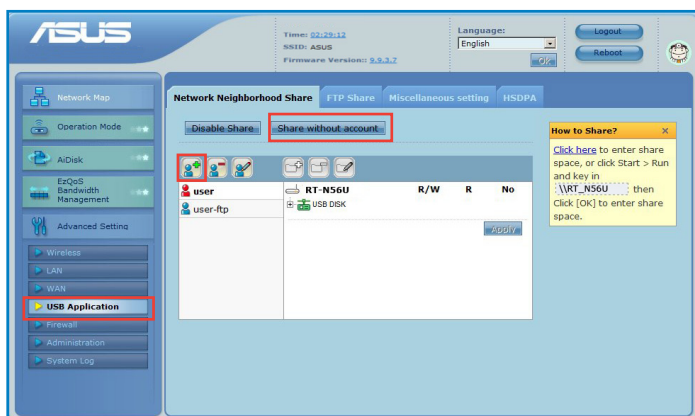 ASUS
Time: 02:29:12
SSID: ASUS
Firmware Version:: 9.9.3.7
Language:
English
OK
Logout
Reboot
Network Map
Operation Mode
AiDisk
EzQoS
Bandwidth
Management
Advanced Setting
Wireless
LAN
WAN
USB Application
Firewall
Administration
System Log
Network Neighborhood Share FTP Share Miscellaneous setting HSDPA
Disable Share Share without account
user
user-ftp
RT-N56U R/W R No
USB DISK
Apply
How to Share? ×
Click here to enter share
space, or click Start > Run
and key in
\\RT_N56U then
Click [OK] to enter share
space.